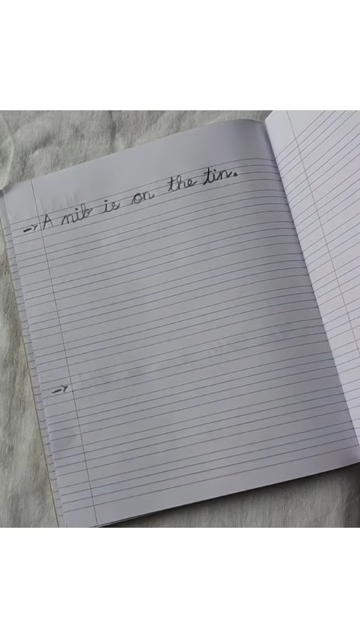 → A nib is on the tin.
→